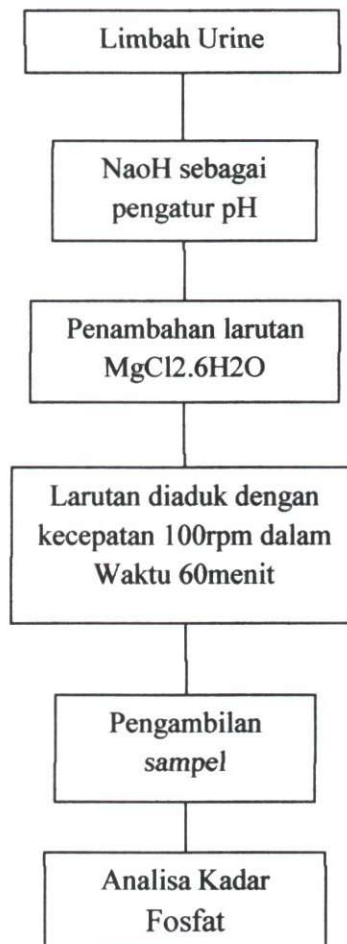 Limbah Urine
NaoH sebagai
pengatur pH
Penambahan larutan
MgCl2.6H2O
Larutan diaduk dengan
kecepatan 100rpm dalam
Waktu 60menit
Pengambilan
sampel
Analisa Kadar
Fosfat